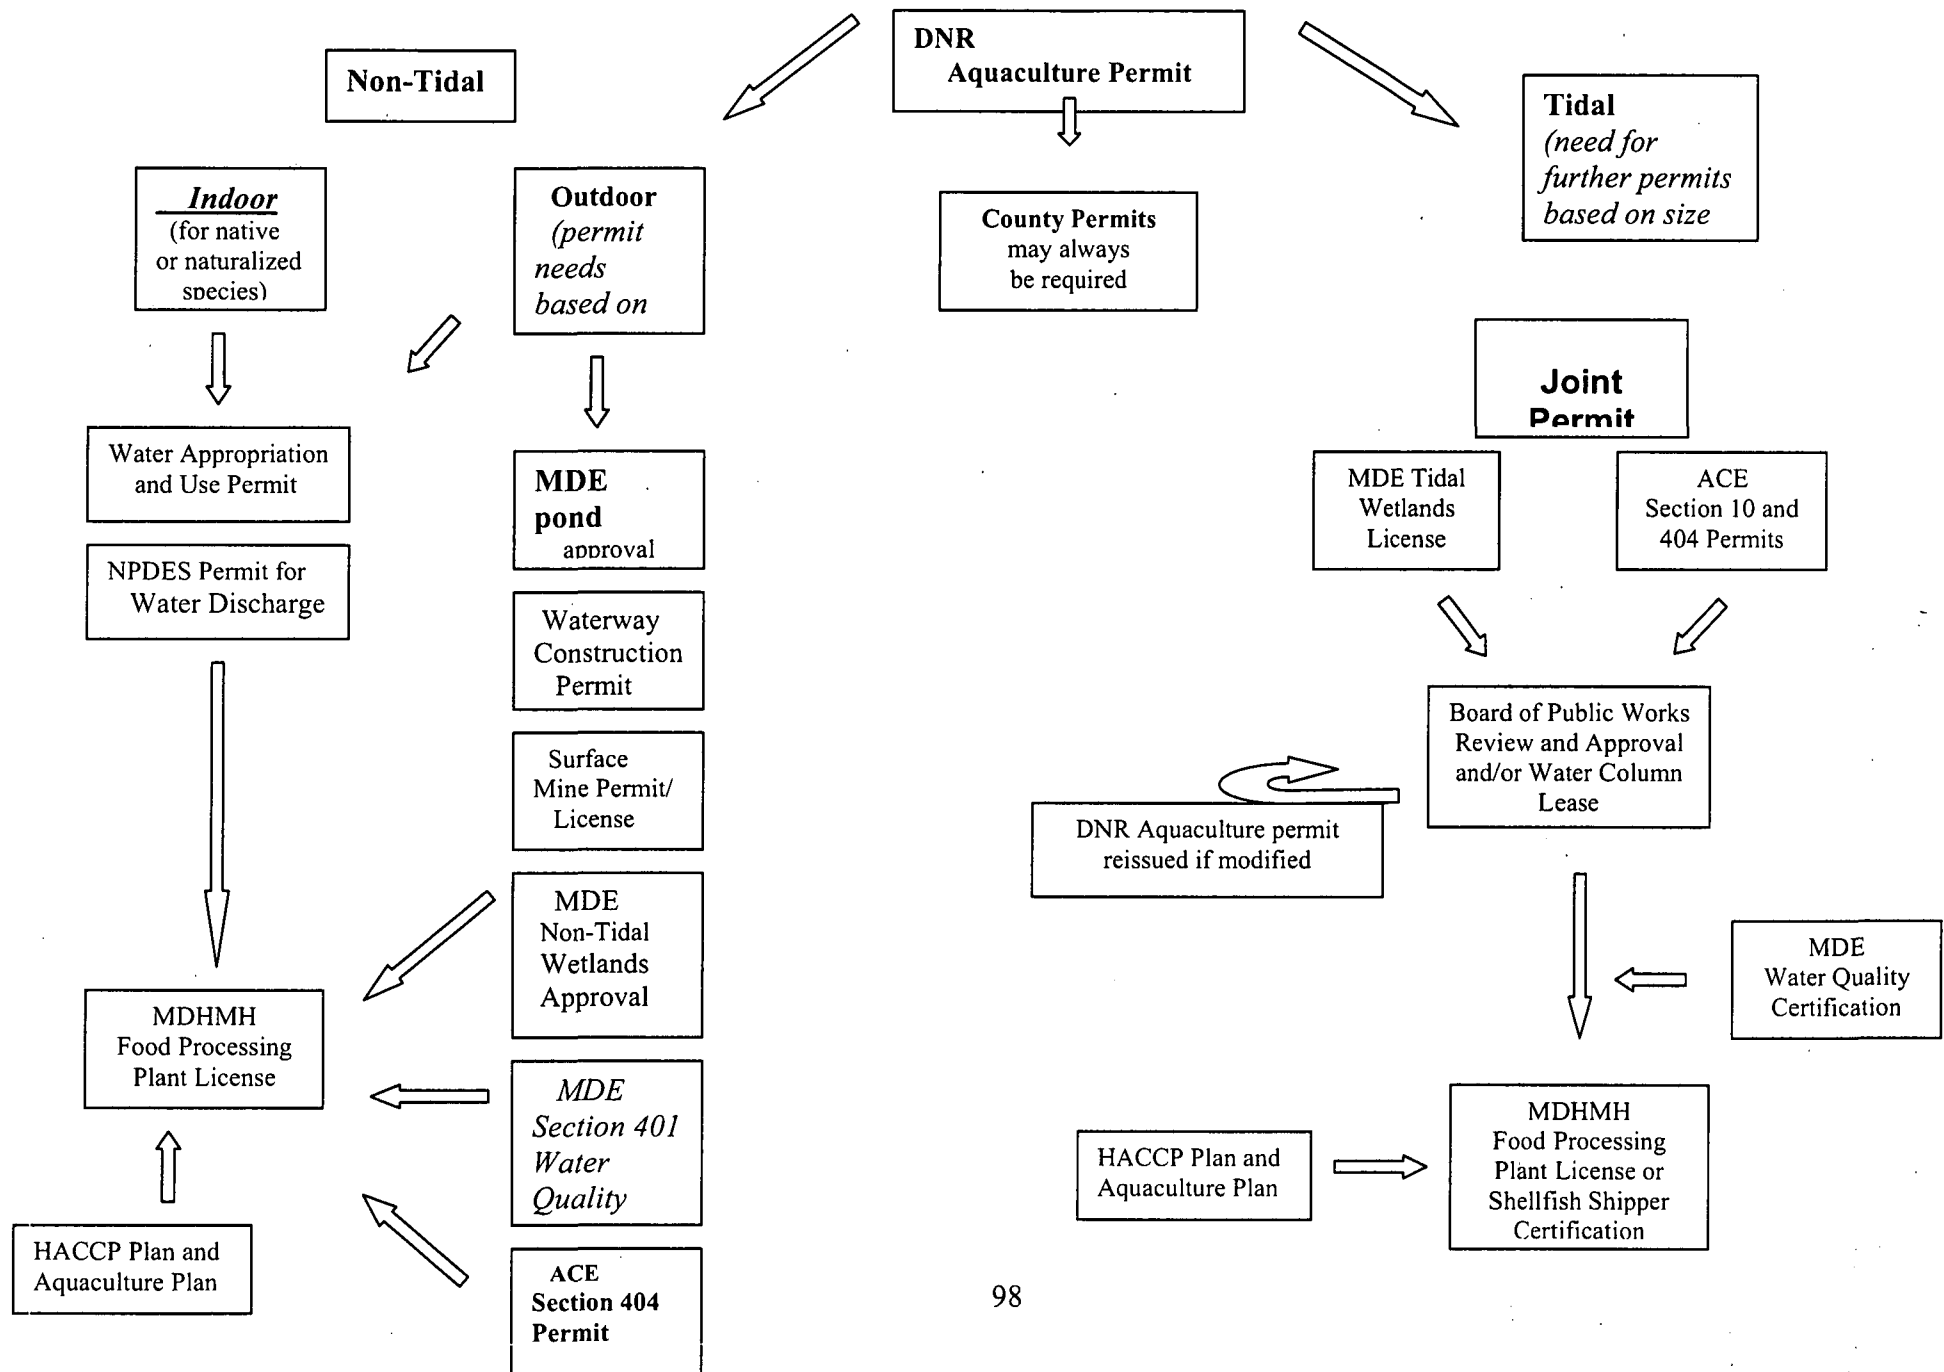 DNR
Aquaculture Permit
Non-Tidal
Tidal
(need for
further permits
based on size
Indoor
(for native
or naturalized
species)
Outdoor
(permit
needs
based on
County Permits
may always
be required
Joint
Permit
Water Appropriation
and Use Permit
NPDES Permit for
Water Discharge
MDE
pond
approval
Waterway
Construction
Permit
Surface
Mine Permit/
License
MDE
Non-Tidal
Wetlands
Approval
MDE
Section 401
Water
Quality
ACE
Section 404
Permit
MDHMH
Food Processing
Plant License
HACCP Plan and
Aquaculture Plan
MDE Tidal
Wetlands
License
ACE
Section 10 and
404 Permits
Board of Public Works
Review and Approval
and/or Water Column
Lease
DNR Aquaculture permit
reissued if modified
MDE
Water Quality
Certification
HACCP Plan and
Aquaculture Plan
MDHMH
Food Processing
Plant License or
Shellfish Shipper
Certification
98